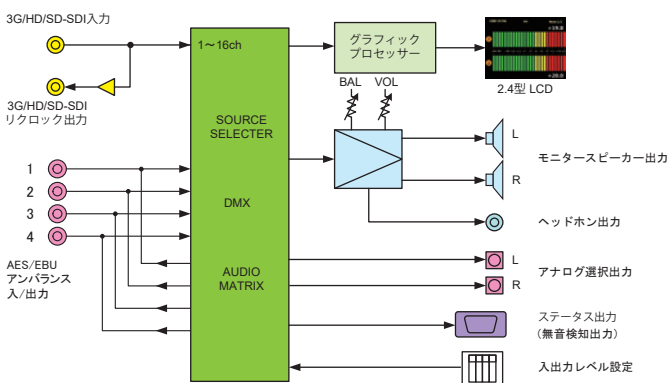 3G/HD/SD-SDI入力
3G/HD/SD-SDI
リクロック出力
1
2
3
4
AES/EBU
アンバランス
入/出力
1～16ch
SOURCE
SELECTER
DMX
AUDIO
MATRIX
グラフィック
プロセッサー
2.4型 LCD
BAL VOL
L
R
モニタースピーカー出力
ヘッドホン出力
L
R
アナログ選択出力
ステータス出力
(無音検知出力)
入出力レベル設定